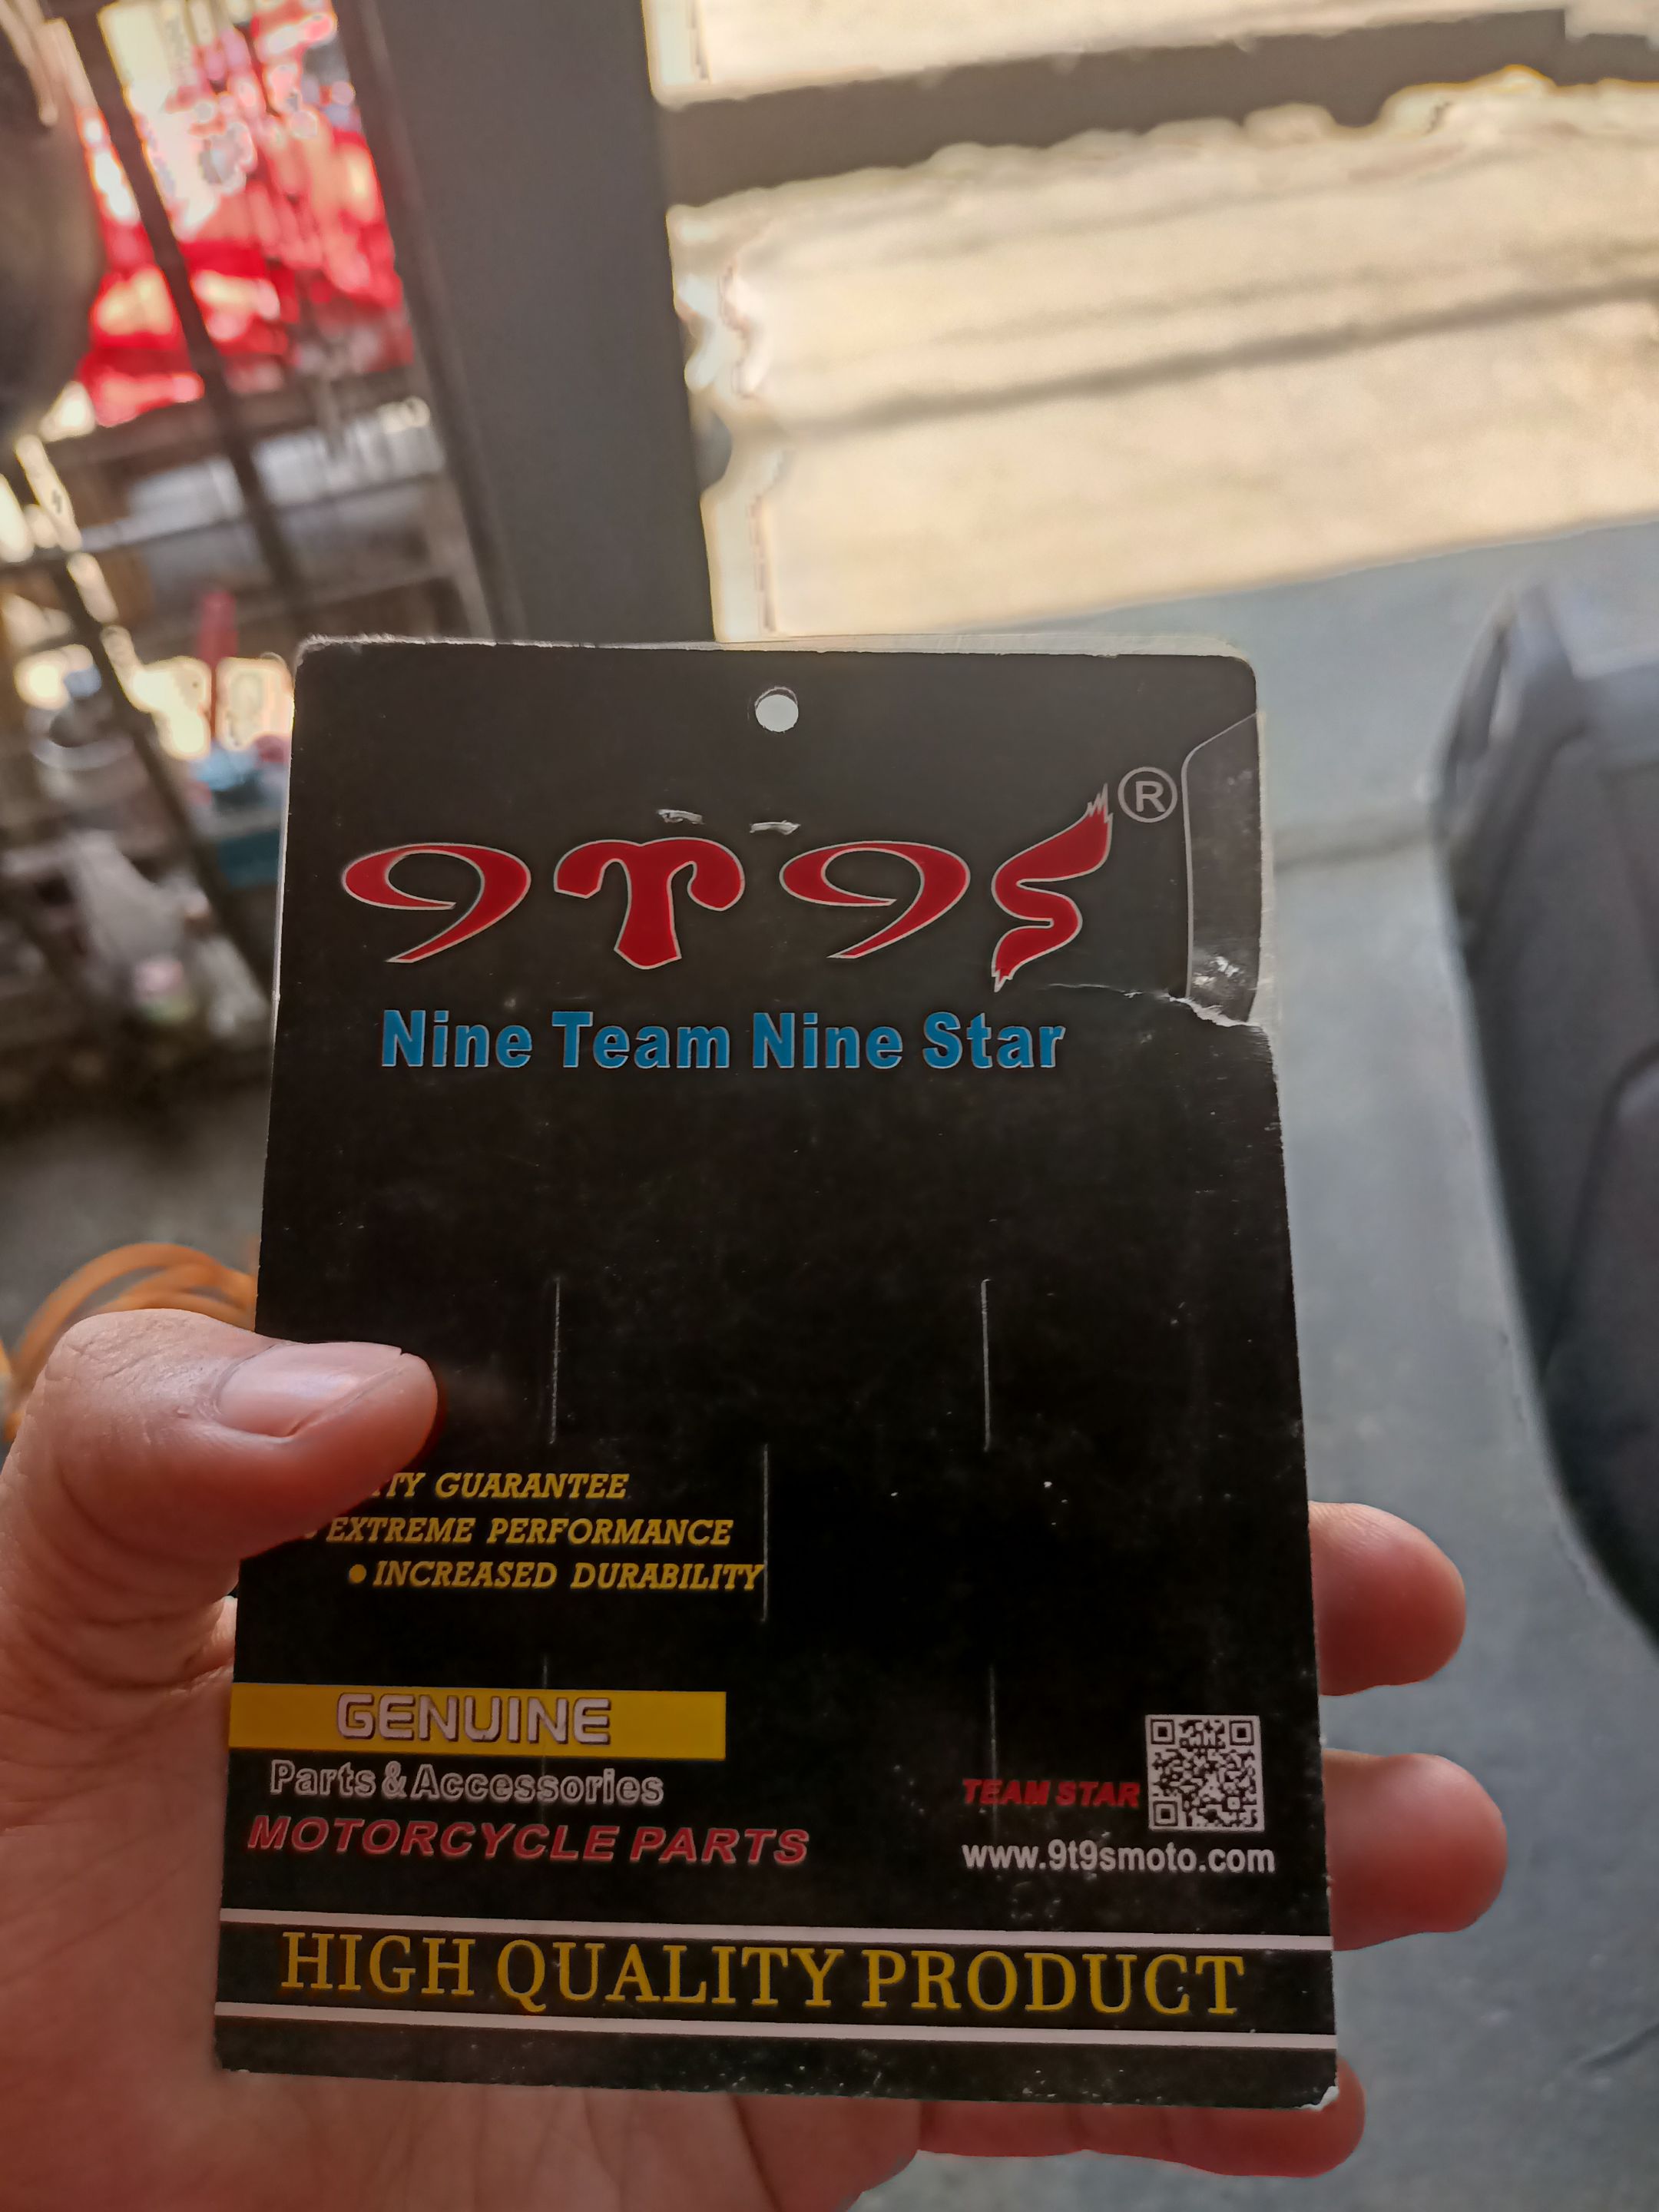 9T9S®
Nine Team Nine Star
GUARANTEE
EXTREME PERFORMANCE
• INCREASED DURABILITY
GENUINE
Parts & Accessories
MOTORCYCLE PARTS
TEAM STAR
www.9t9smoto.com
HIGH QUALITY PRODUCT